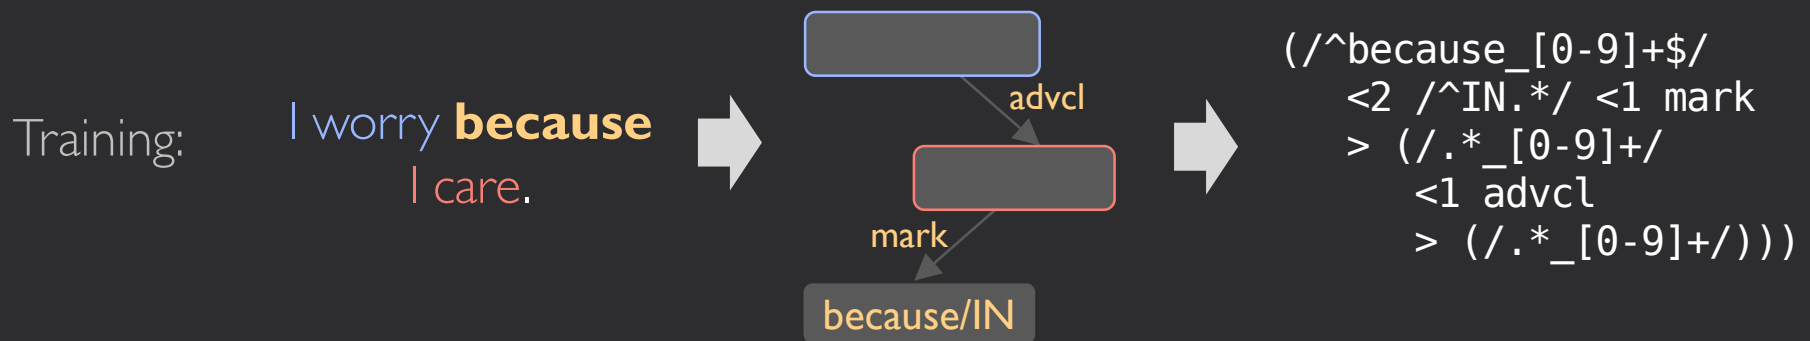 Training:
I worry because
I care.
advcl
mark
because/IN
(/^because_[0-9]+$/
<2 /^IN.*/ <1 mark
> (/.*_[0-9]+/
<1 advcl
> (/.*_[0-9]+/)))